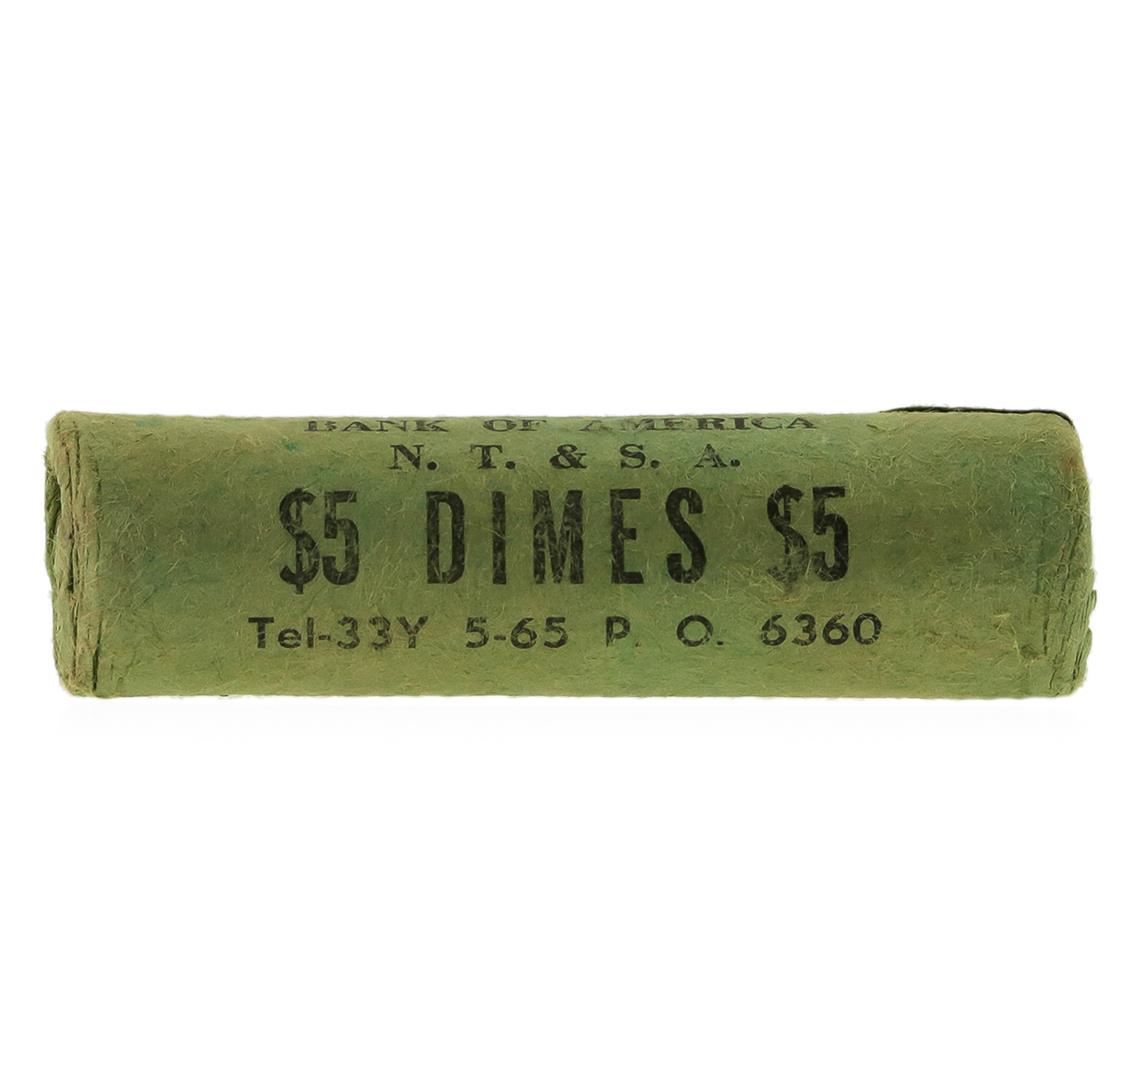 BANK OF AMERICA
N. T. & S. A.
$5 DIMES $5
Tel-33Y 5-65 P. O. 6360